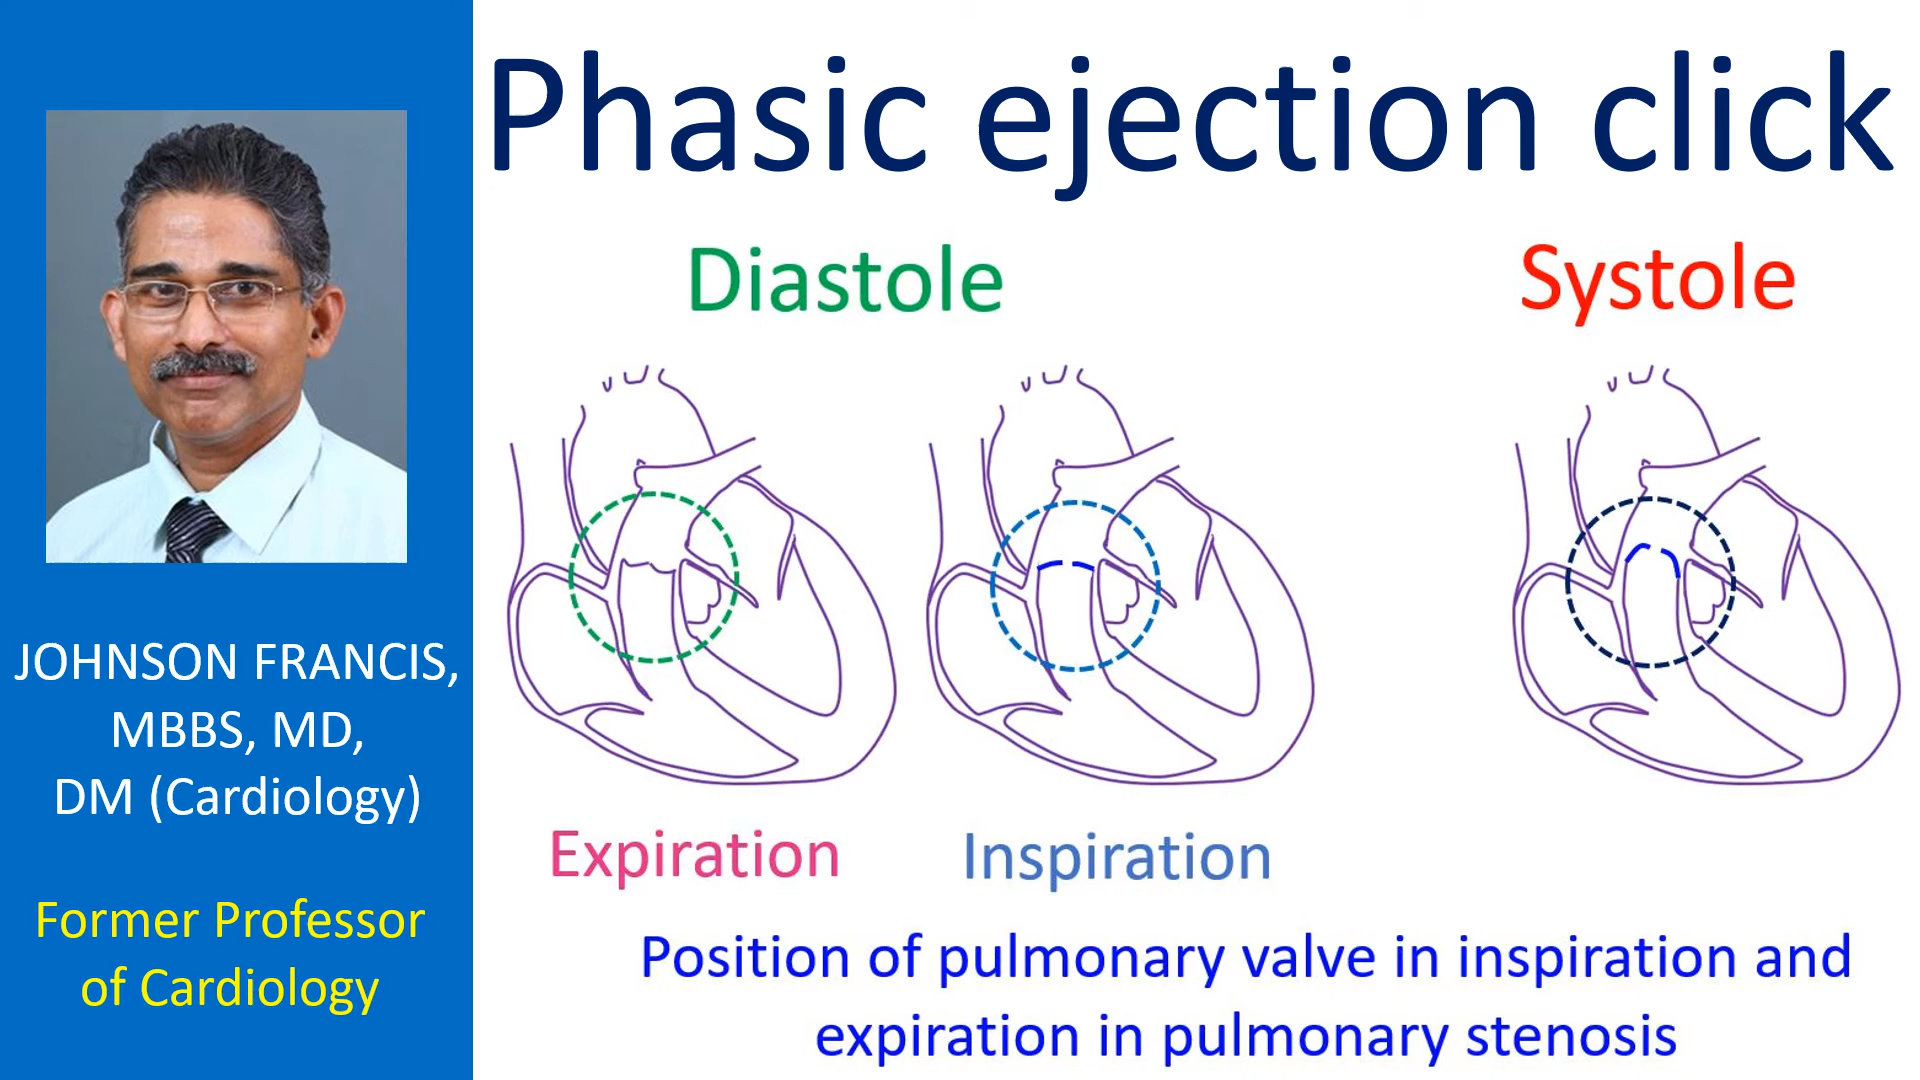 Phasic ejection click
Diastole
Systole
Expiration
Inspiration
Position of pulmonary valve in inspiration and
expiration in pulmonary stenosis
JOHNSON FRANCIS,
MBBS, MD,
DM (Cardiology)
Former Professor
of Cardiology